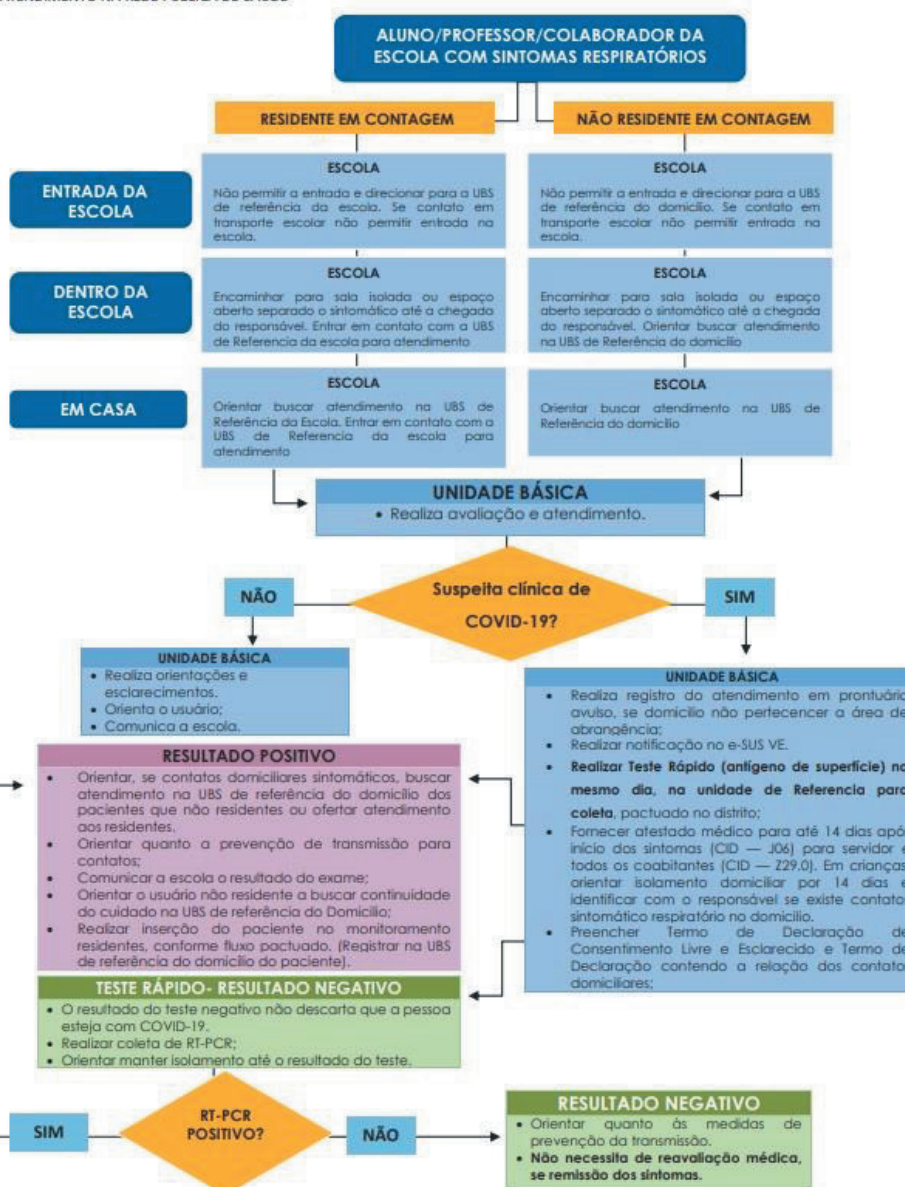 ALUNO/PROFESSOR/COLABORADOR DA
ESCOLA COM SINTOMAS RESPIRATÓRIOS
RESIDENTE EM CONTAGEM
NÃO RESIDENTE EM CONTAGEM
ENTRADA DA
ESCOLA
ESCOLA
Não permitir a entrada e direcionar para a UBS
de referência da escola. Se contato em
transporte escolar não permitir entrada na
escola.
ESCOLA
Não permitir a entrada e direcionar para a UBS
de referência do domicílio. Se contato em
transporte escolar não permitir entrada na
escola.
DENTRO DA
ESCOLA
ESCOLA
Encaminhar para sala isolada ou espaço
aberto separado o sintomático até a chegada
do responsável. Entrar em contato com a UBS
de Referencia da escola para atendimento
ESCOLA
Encaminhar para sala isolada ou espaço
aberto separado o sintomático até a chegada
do responsável. Orientar buscar atendimento
na UBS de Referência do domicílio
EM CASA
ESCOLA
Orientar buscar atendimento na UBS de
Referência da Escola. Entrar em contato com a
UBS de Referencia da escola para
atendimento
ESCOLA
Orientar buscar atendimento na UBS de
Referência do domicílio
UNIDADE BÁSICA
• Realiza avaliação e atendimento.
Suspeita clínica de
COVID-19?
NÃO
SIM
UNIDADE BÁSICA
• Realiza orientações e
esclarecimentos.
• Orienta o usuário;
• Comunica a escola.
UNIDADE BÁSICA
• Realiza registro do atendimento em prontuário
avulso, se domicilio não pertecencer a área de
abrangência;
• Realizar notificação no e-SUS VE.
• Realizar Teste Rápido (antígeno de superfície) no
mesmo dia, na unidade de Referencia para
coleta, pactuado no distrito;
• Fornecer atestado médico para até 14 dias após
início dos sintomas (CID — J06) para servidor e
todos os coabitantes (CID — Z29.0). Em crianças
orientar isolamento domiciliar por 14 dias e
identificar com o responsável se existe contato
sintomático respiratório no domicilio.
• Preencher Termo de Declaração de
Consentimento Livre e Esclarecido e Termo de
Declaração contendo a relação dos contato
domiciliares;
RESULTADO POSITIVO
• Orientar, se contatos domiciliares sintomáticos, buscar
atendimento na UBS de referência do domicílio dos
pacientes que não residentes ou ofertar atendimento
aos residentes.
• Orientar quanto a prevenção de transmissão para
contatos;
• Comunicar a escola o resultado do exame;
• Orientar o usuário não residente a buscar continuidade
do cuidado na UBS de referência do Domicílio;
• Realizar inserção do paciente no monitoramento
residentes, conforme fluxo pactuado. (Registrar na UBS
de referência do domicílio do paciente).
TESTE RÁPIDO- RESULTADO NEGATIVO
• O resultado do teste negativo não descarta que a pessoa
esteja com COVID-19.
• Realizar coleta de RT-PCR;
• Orientar manter isolamento até o resultado do teste.
SIM
RT-PCR
POSITIVO?
NÃO
RESULTADO NEGATIVO
• Orientar quanto às medidas de
prevenção da transmissão.
• Não necessita de reavaliação médica,
se remissão dos sintomas.